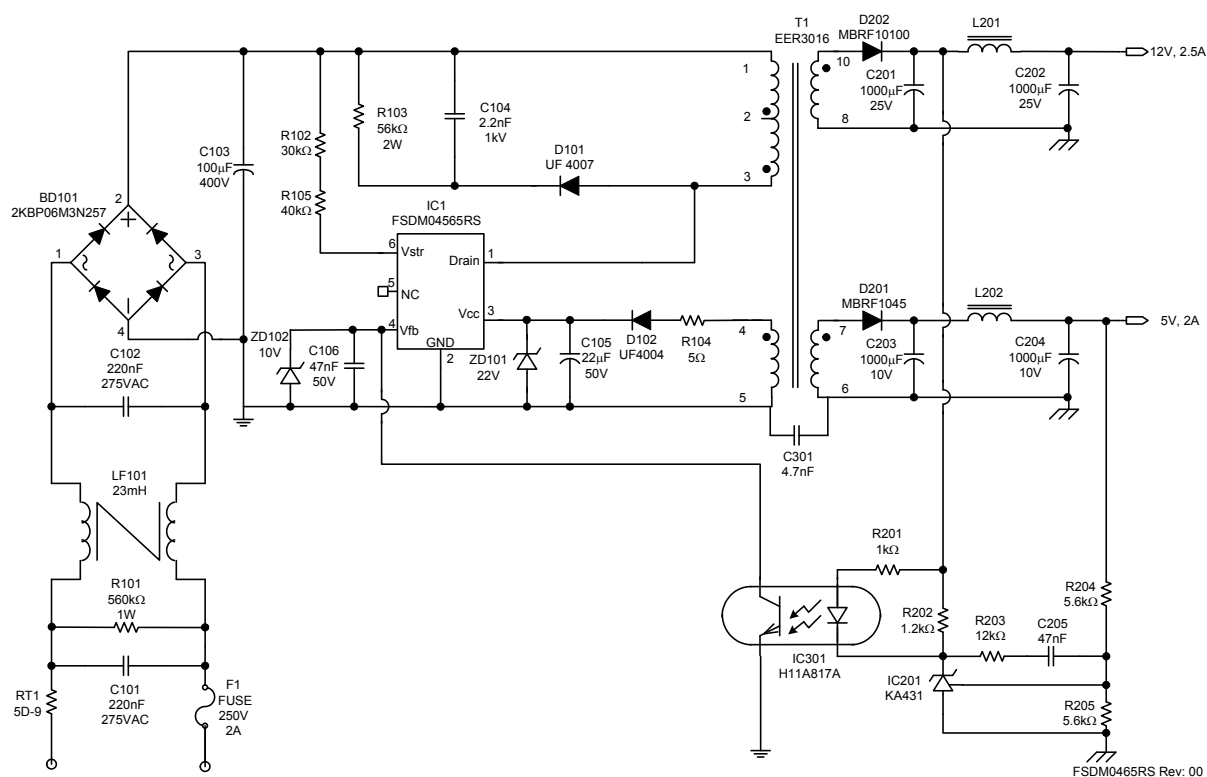 T1
EER3016
D202
MBRF10100
L201
12V, 2.5A
1
10
C201
1000μF
25V
C202
1000μF
25V
R103
56kΩ
2W
C104
2.2nF
1kV
2
8
R102
30kΩ
D101
UF 4007
C103
100μF
400V
3
BD101
2KBP06M3N257
2
R105
40kΩ
IC1
FSDM04565RS
6
Vstr
Drain
1
1
3
5
NC
D201
MBRF1045
L202
4
Vcc
3
4
7
5V, 2A
4
Vfb
GND
2
D102
UF4004
R104
5Ω
ZD102
10V
C106
47nF
50V
ZD101
22V
C105
22μF
50V
C203
1000μF
10V
C204
1000μF
10V
C102
220nF
275VAC
5
6
C301
4.7nF
LF101
23mH
R101
560kΩ
1W
R201
1kΩ
R204
5.6kΩ
R202
1.2kΩ
R203
12kΩ
C205
47nF
IC301
H11A817A
IC201
KA431
R205
5.6kΩ
RT1
5D-9
C101
220nF
275VAC
F1
FUSE
250V
2A
FSDM0465RS Rev: 00